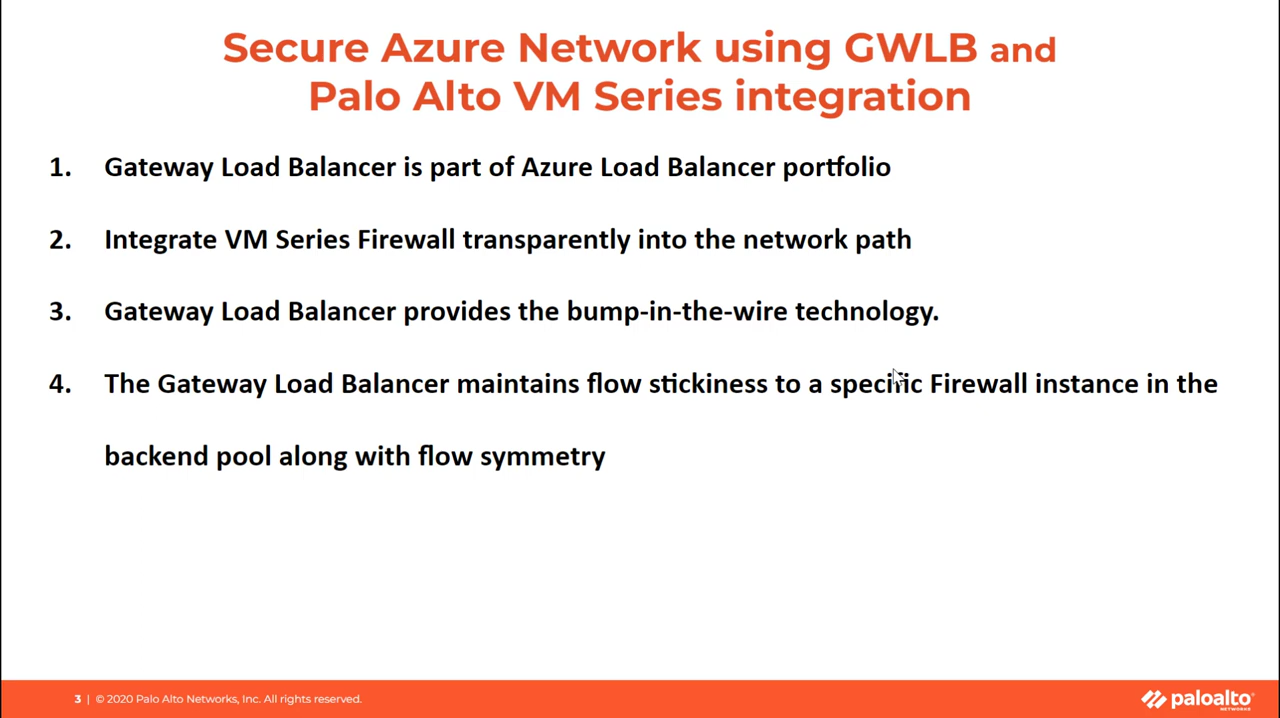 Secure Azure Network using GWLB and
Palo Alto VM Series integration
1. Gateway Load Balancer is part of Azure Load Balancer portfolio
2. Integrate VM Series Firewall transparently into the network path
3. Gateway Load Balancer provides the bump-in-the-wire technology.
4. The Gateway Load Balancer maintains flow stickiness to a specific Firewall instance in the
backend pool along with flow symmetry
3 | © 2020 Palo Alto Networks, Inc. All rights reserved.
paloalto
NETWORKS